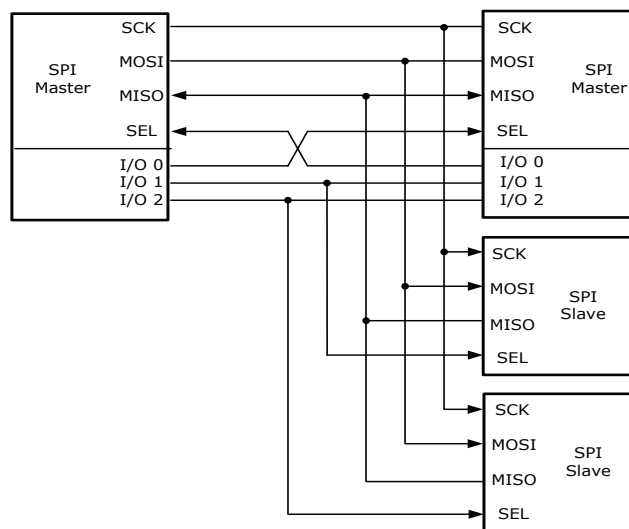 SPI
Master
SCK
MOSI
MISO
SEL
I/O 0
I/O 1
I/O 2
SCK
MOSI
MISO
SEL
I/O 0
I/O 1
I/O 2
SPI
Master
SCK
MOSI
MISO
SEL
SPI
Slave
SCK
MOSI
MISO
SEL
SPI
Slave